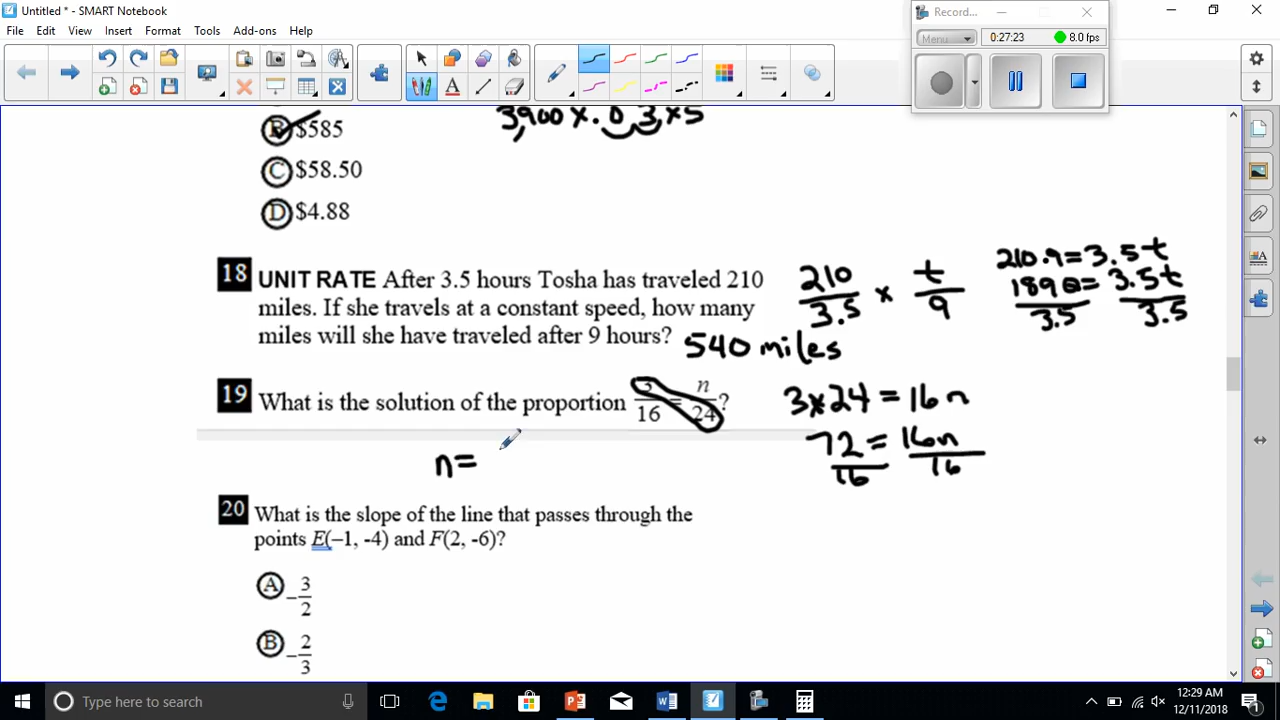 Untitled * - SMART Notebook
Record...
File Edit View Insert Format Tools Add-ons Help
Menu
0:27:23
8.0 fps
A
$585
3,900 x .03 x 5
C $58.50
D $4.88
18 UNIT RATE After 3.5 hours Tosha has traveled 210
miles. If she travels at a constant speed, how many
miles will she have traveled after 9 hours? 540 miles
210
3.5
x
t
9
210.9=3.5t
1890=3.5t
3.5 3.5
19 What is the solution of the proportion 3/16 = n/24?
3x24=16n
72=16n
16 16
n=
20 What is the slope of the line that passes through the
points E(–1, -4) and F(2, -6)?
A –3/2
B –2/3
Type here to search
12:29 AM
12/11/2018